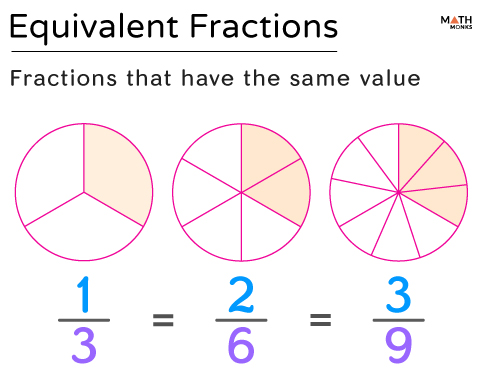 Equivalent Fractions
MATH
MONKS
Fractions that have the same value
1/3 = 2/6 = 3/9